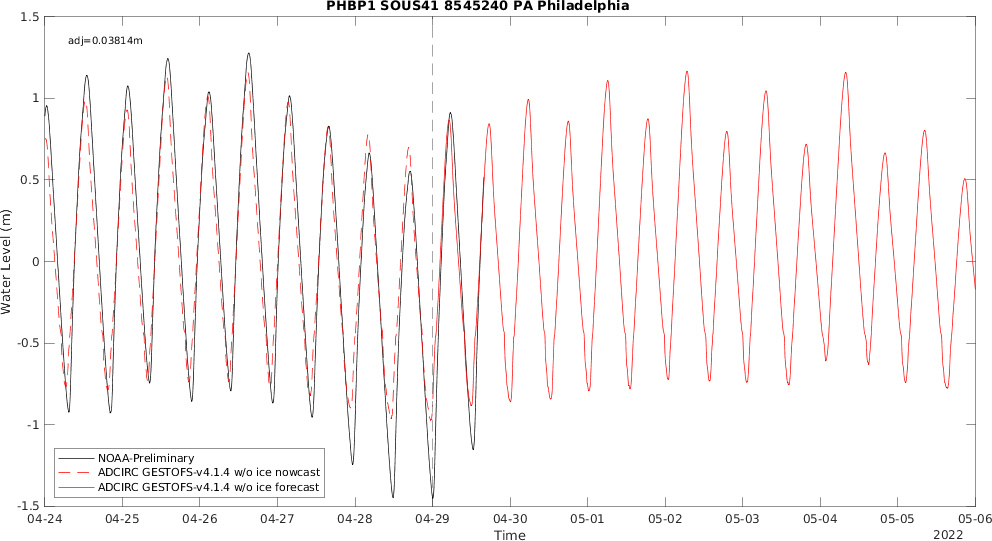 PHBP1 SOUS41 8545240 PA Philadelphia
adj=0.03814m
1.5
1
0.5
0
-0.5
-1
-1.5
Water Level (m)
NOAA-Preliminary
ADCIRC GESTOFS-v4.1.4 w/o ice nowcast
ADCIRC GESTOFS-v4.1.4 w/o ice forecast
04-24 04-25 04-26 04-27 04-28 04-29 04-30 05-01 05-02 05-03 05-04 05-05 05-06
Time
2022